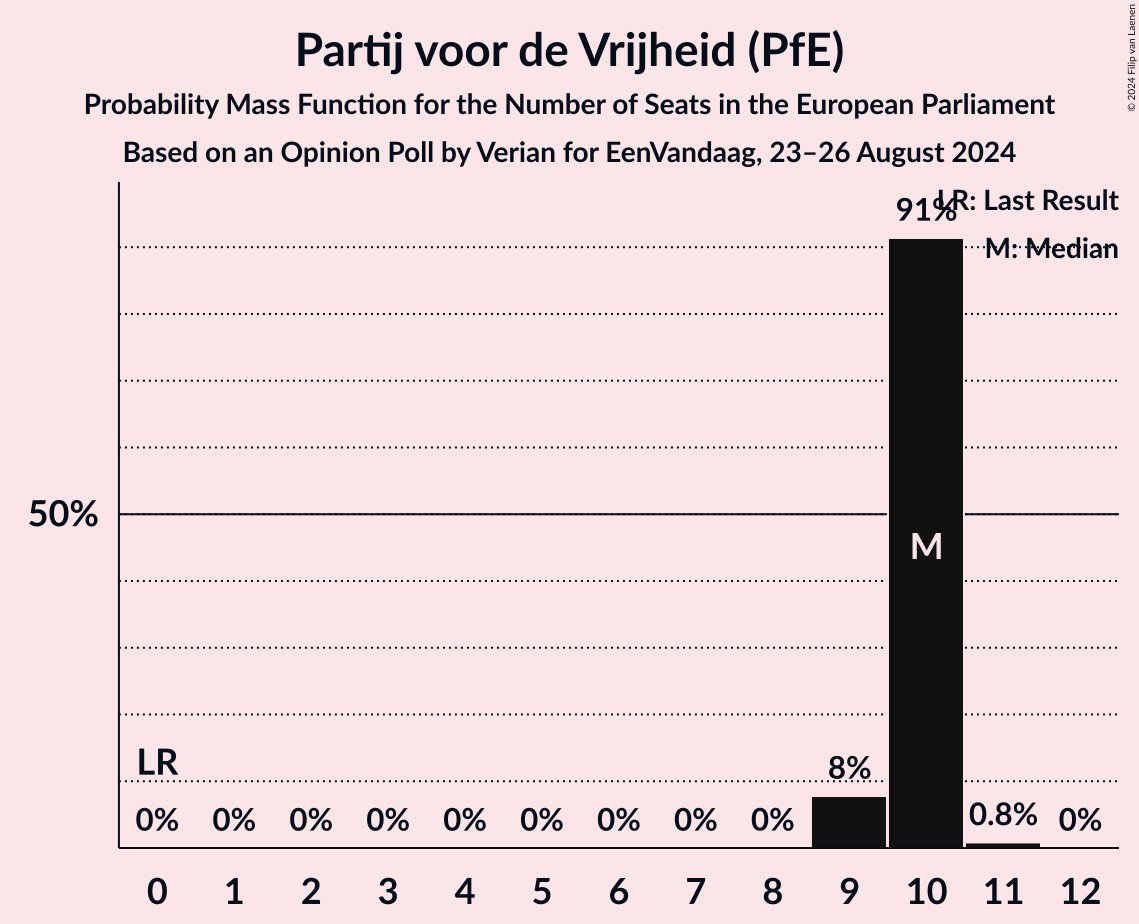 Partij voor de Vrijheid (PfE)
Probability Mass Function for the Number of Seats in the European Parliament
Based on an Opinion Poll by Verian for EenVandaag, 23–26 August 2024
© 2024 Filip van Laenen
LR: Last Result
M: Median
91%
50%
M
LR
8%
0% 0% 0% 0% 0% 0% 0% 0% 0% 0.8% 0%
0 1 2 3 4 5 6 7 8 9 10 11 12